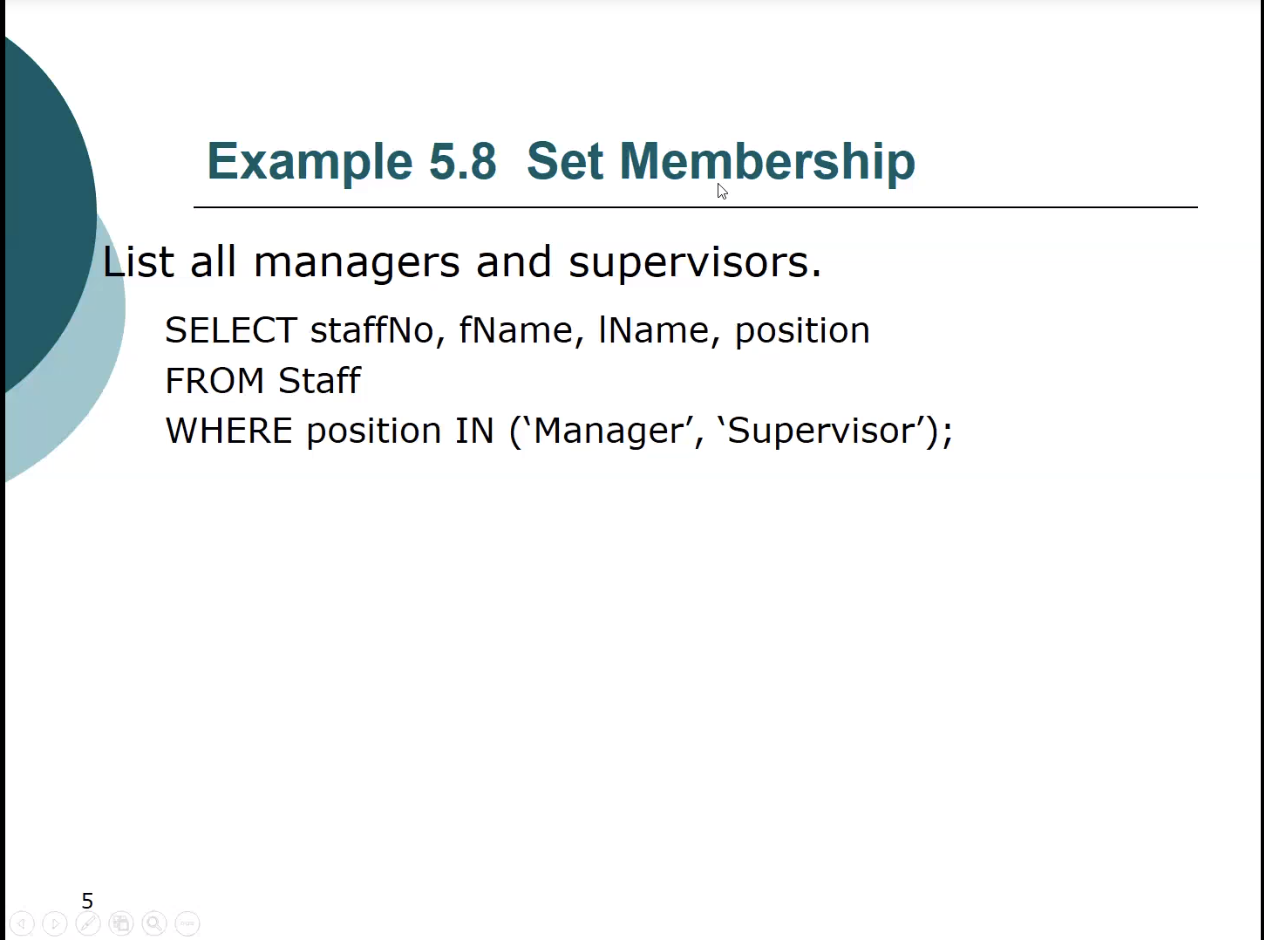 Example 5.8 Set Membership
List all managers and supervisors.
SELECT staffNo, fName, lName, position
FROM Staff
WHERE position IN (‘Manager’, ‘Supervisor’);
5